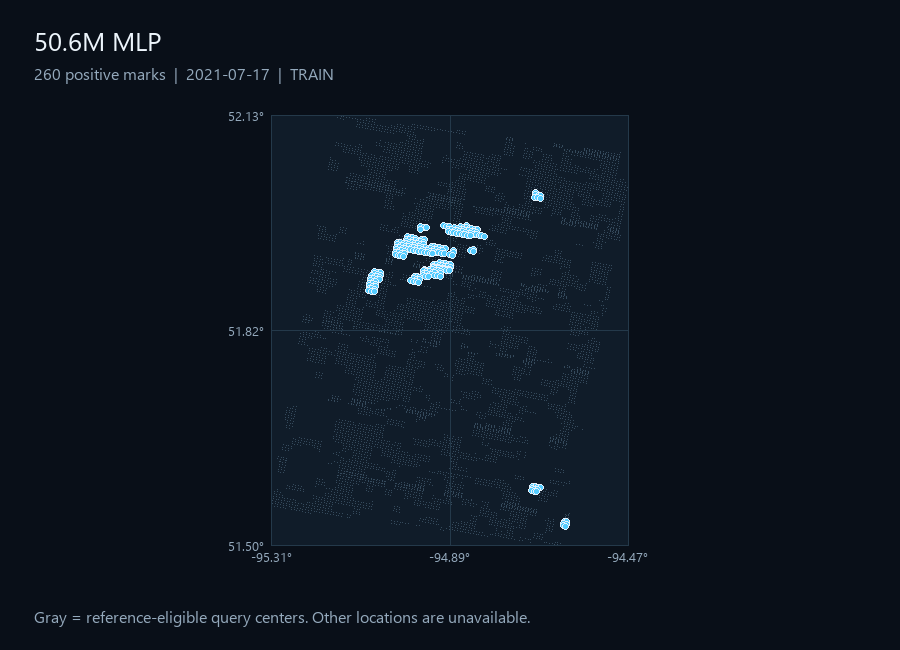 50.6M MLP
260 positive marks | 2021-07-17 | TRAIN
52.13°
51.82°
51.50°
-95.31° -94.89° -94.47°
Gray = reference-eligible query centers. Other locations are unavailable.